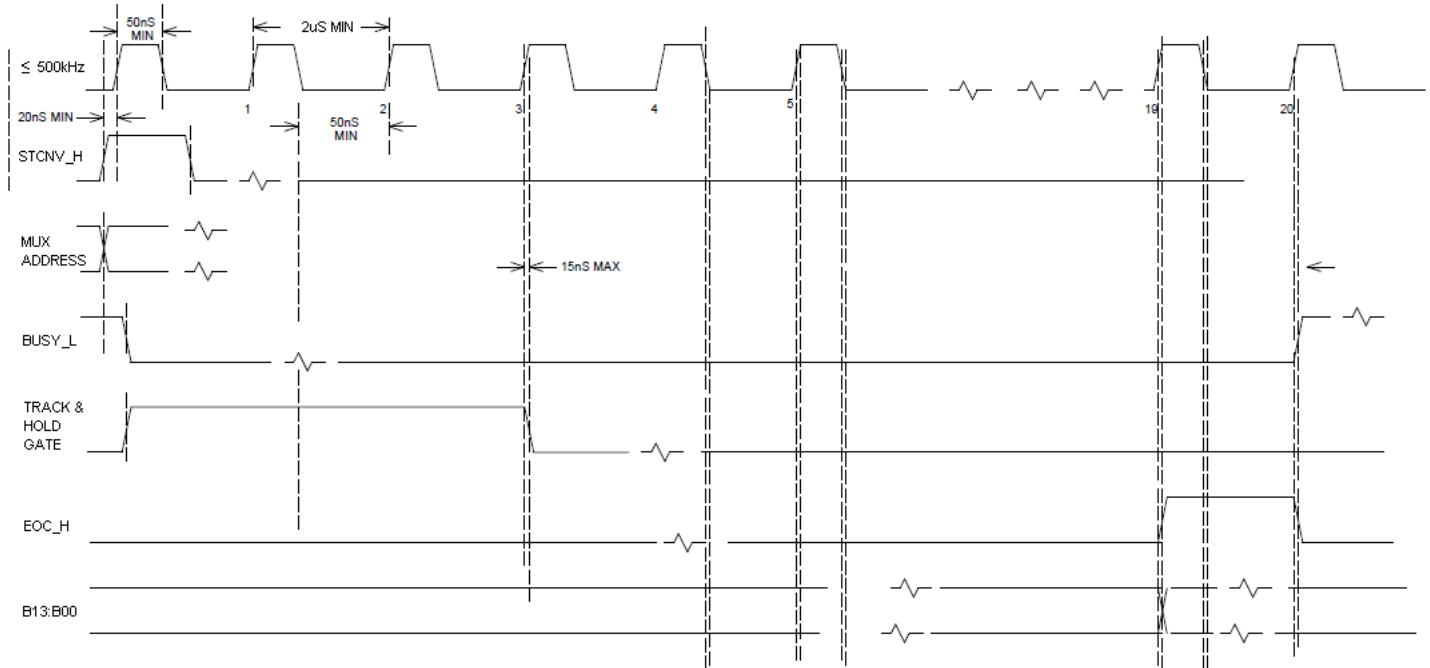 50nS
MIN
2uS MIN
≤ 500kHz
1
2
3
4
5
19
20
20nS MIN
50nS
MIN
STCNV_H
MUX
ADDRESS
15nS MAX
BUSY_L
TRACK &
HOLD
GATE
EOC_H
B13:B00